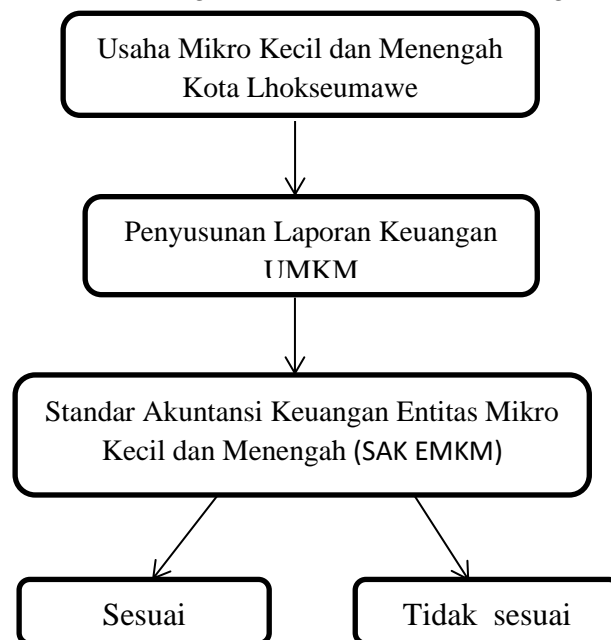 Usaha Mikro Kecil dan Menengah
Kota Lhokseumawe
Penyusunan Laporan Keuangan
UMKM
Standar Akuntansi Keuangan Entitas Mikro
Kecil dan Menengah (SAK EMKM)
Sesuai
Tidak sesuai